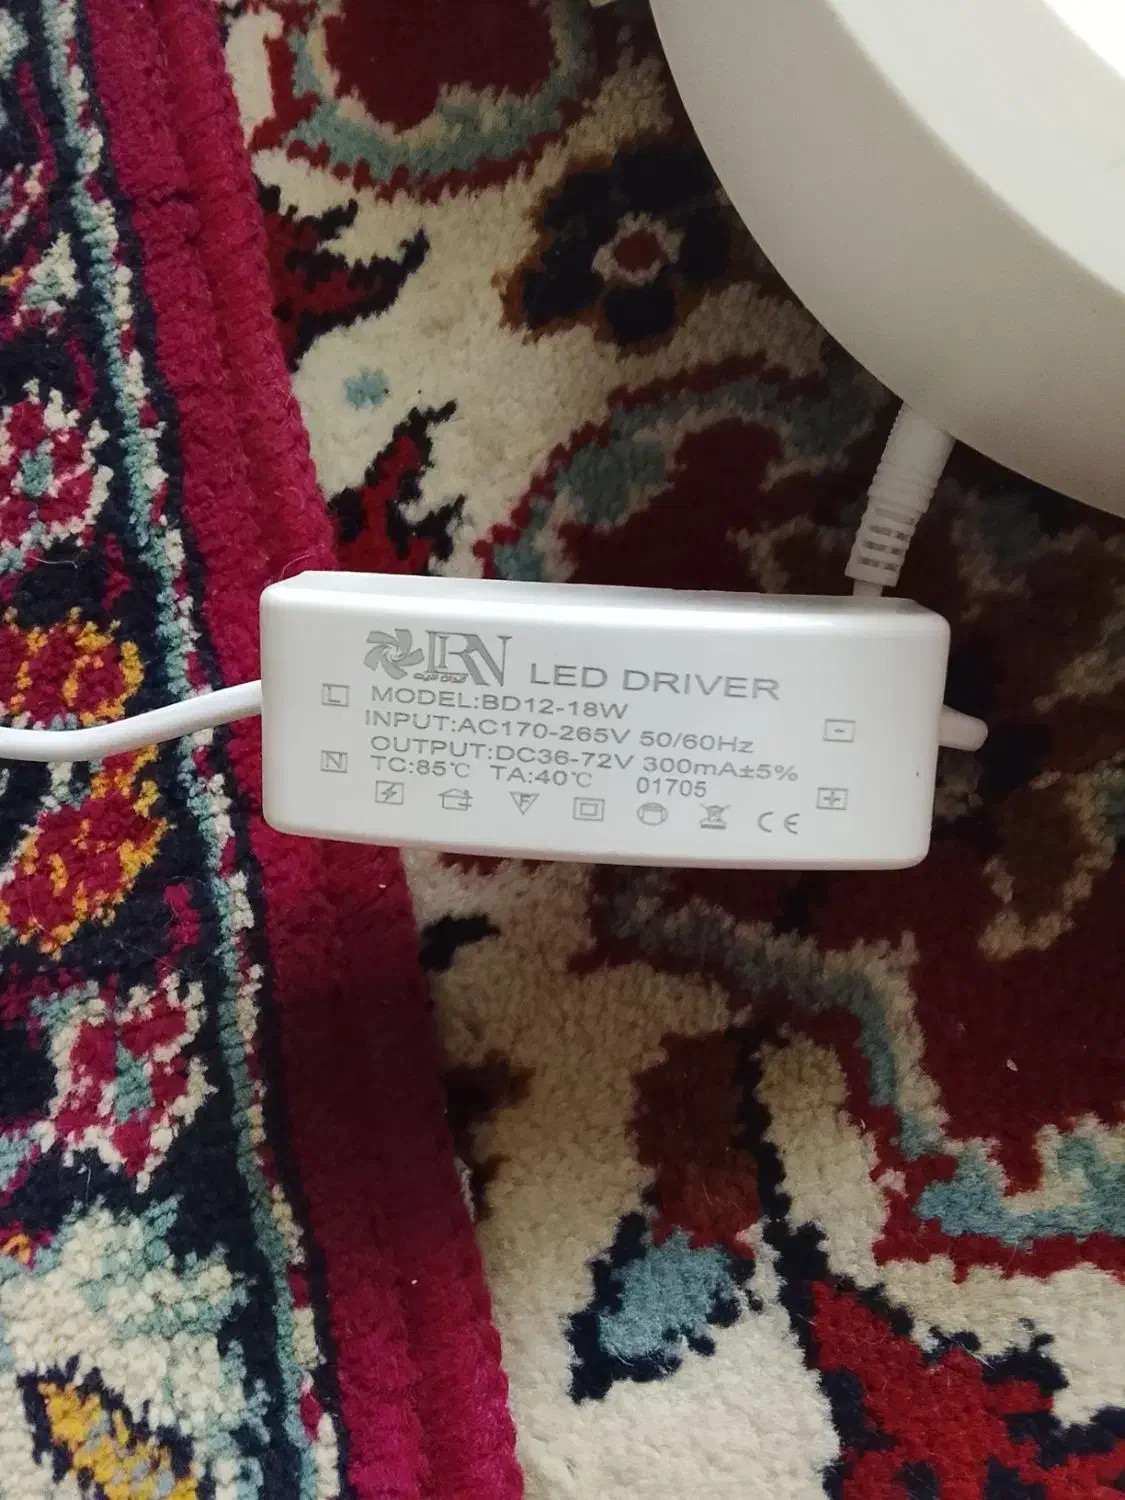 IRN LED DRIVER
L
MODEL:BD12-18W
INPUT:AC170-265V 50/60Hz
-
OUTPUT:DC36-72V 300mA±5%
N
TC:85℃ TA:40℃ 01705
+
F
CE